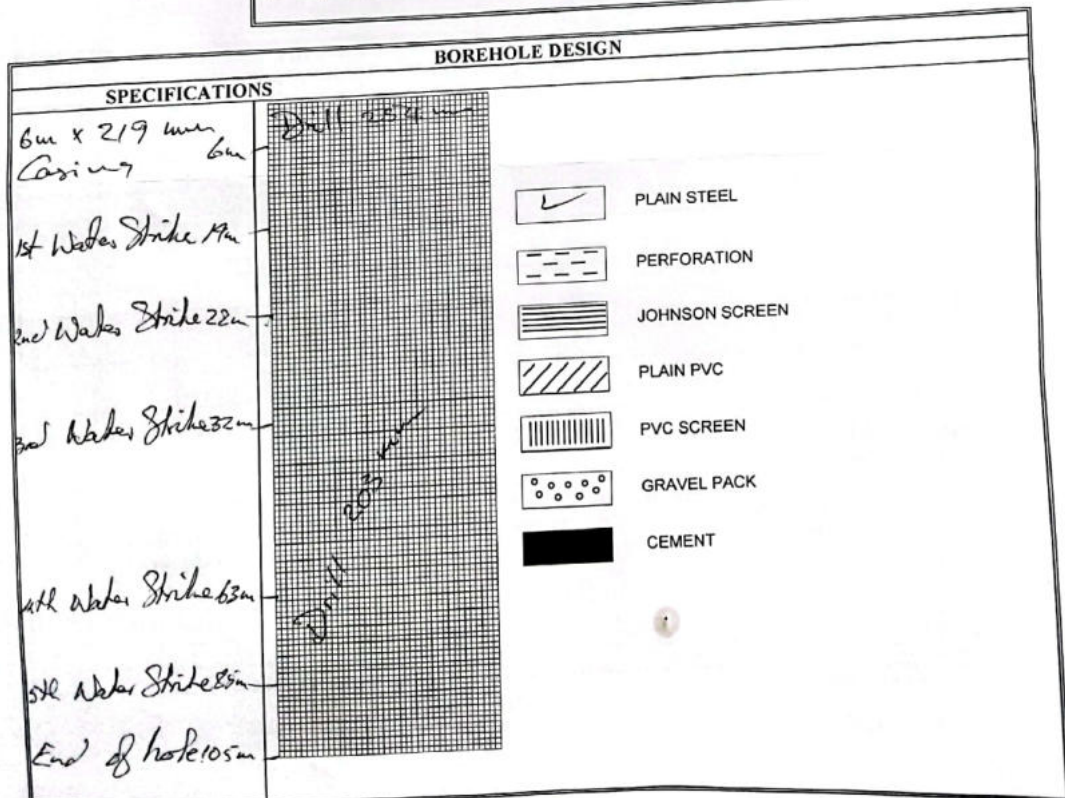 BOREHOLE DESIGN
SPECIFICATIONS
6m x 219 mm
Casing 6m
Drill 254 mm
1st Water Strike 19m
2nd Water Strike 22m
3rd Water Strike 32m
Drill 203 mm
4th Water Strike 63m
5th Water Strike 85m
End of hole 105m
PLAIN STEEL
PERFORATION
JOHNSON SCREEN
PLAIN PVC
PVC SCREEN
GRAVEL PACK
CEMENT